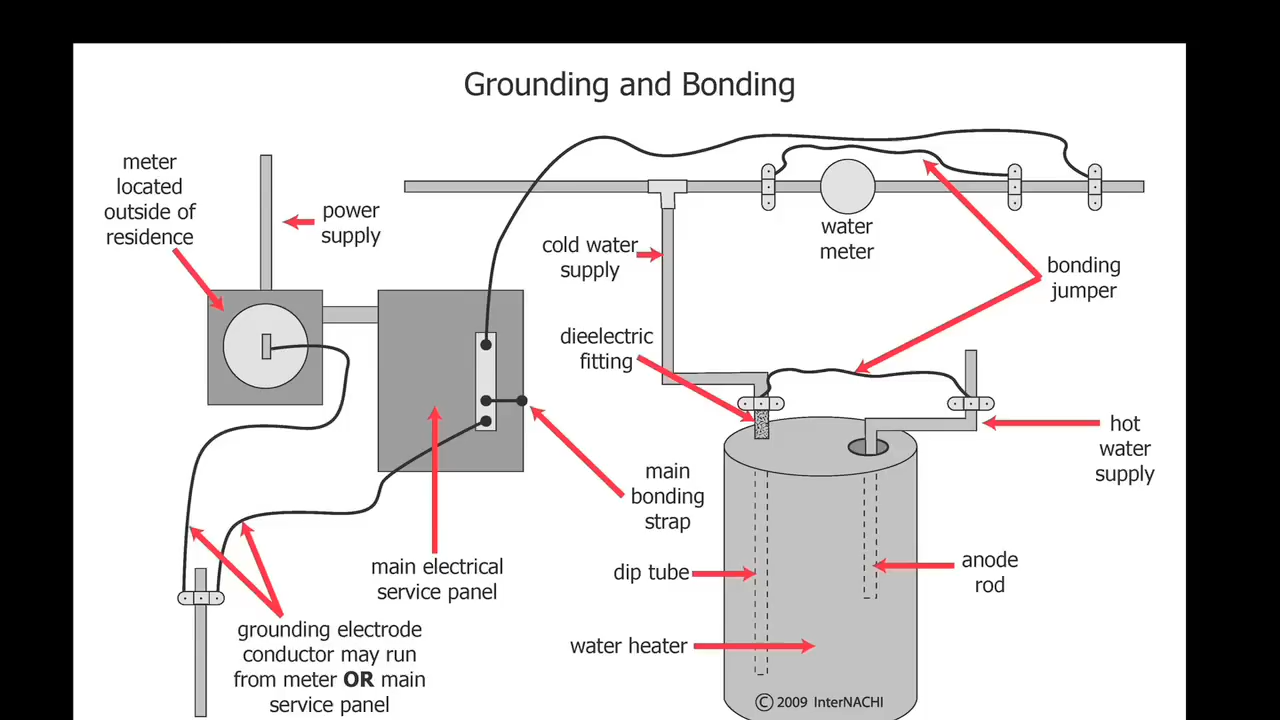 Grounding and Bonding
meter
located
outside of
residence
power
supply
cold water
supply
water
meter
bonding
jumper
dieelectric
fitting
hot
water
supply
main
bonding
strap
main electrical
service panel
dip tube
anode
rod
grounding electrode
conductor may run
from meter OR main
service panel
water heater
© 2009 InterNACHI